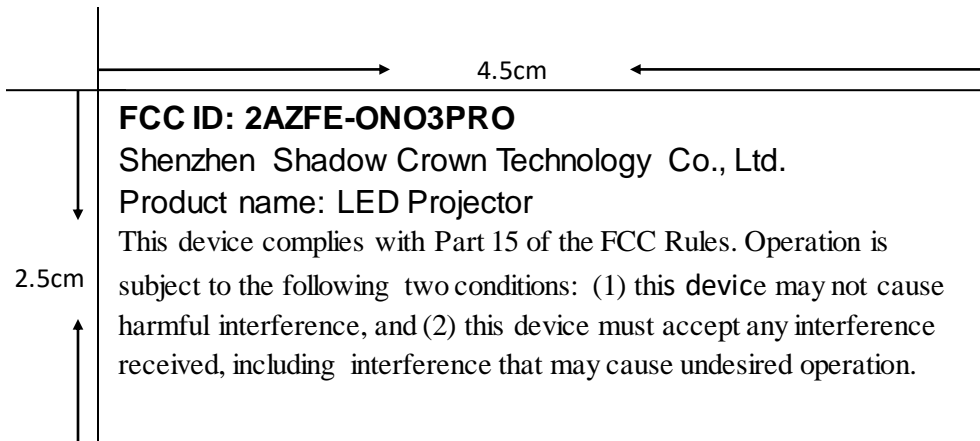 4.5cm
FCC ID: 2AZFE-ONO3PRO
Shenzhen Shadow Crown Technology Co., Ltd.
Product name: LED Projector
This device complies with Part 15 of the FCC Rules. Operation is
2.5cm
subject to the following two conditions: (1) this device may not cause
harmful interference, and (2) this device must accept any interference
received, including interference that may cause undesired operation.